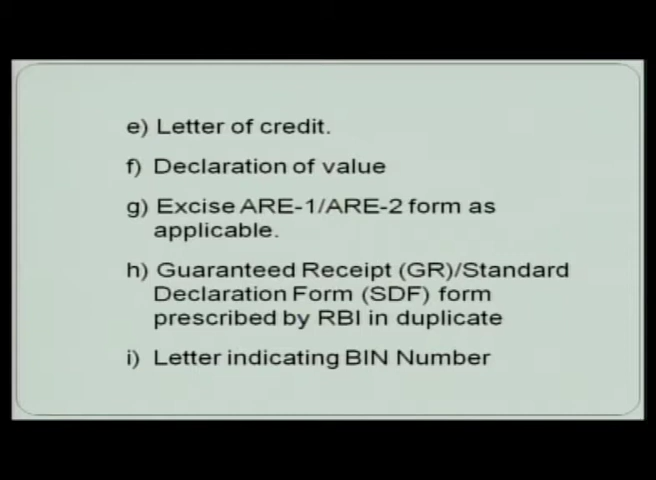 e) Letter of credit.
f) Declaration of value
g) Excise ARE-1/ARE-2 form as
applicable.
h) Guaranteed Receipt (GR)/Standard
Declaration Form (SDF) form
prescribed by RBI in duplicate
i) Letter indicating BIN Number